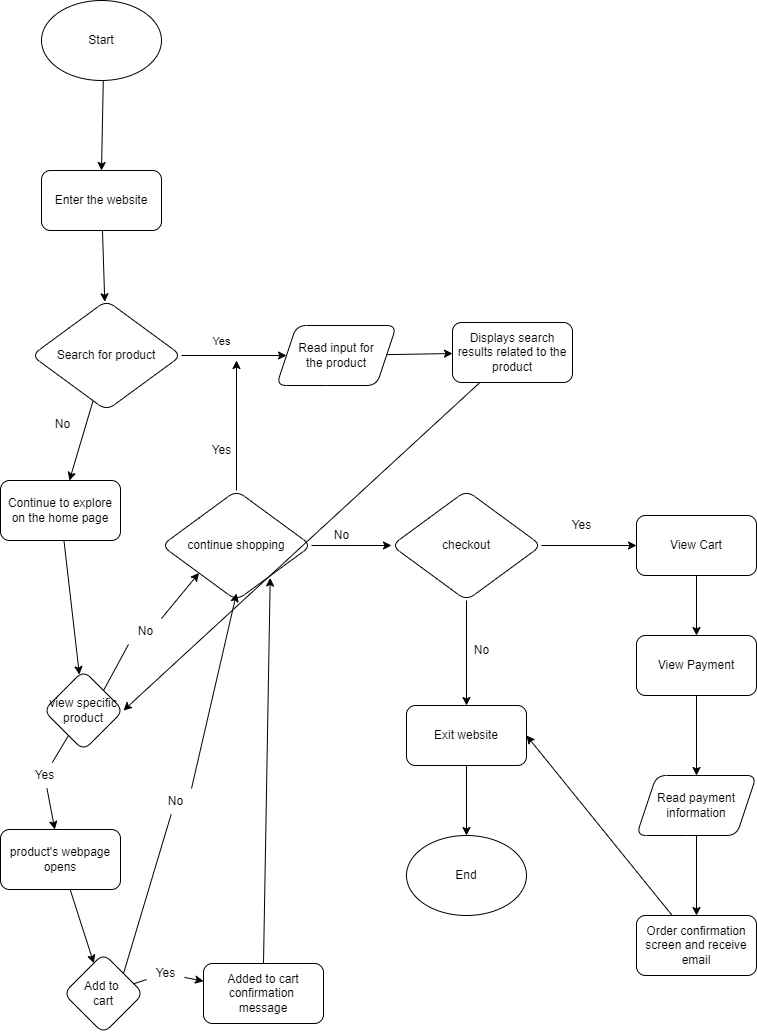 Start
Enter the website
Search for product
Yes
Read input for
the product
Displays search
results related to the
product
No
Yes
Continue to explore
on the home page
continue shopping
No
checkout
Yes
View Cart
No
No
View Payment
view specific
product
Exit website
Yes
Read payment
information
No
product's webpage
opens
End
Order confirmation
screen and receive
email
Add to
cart
Yes
Added to cart
confirmation
message